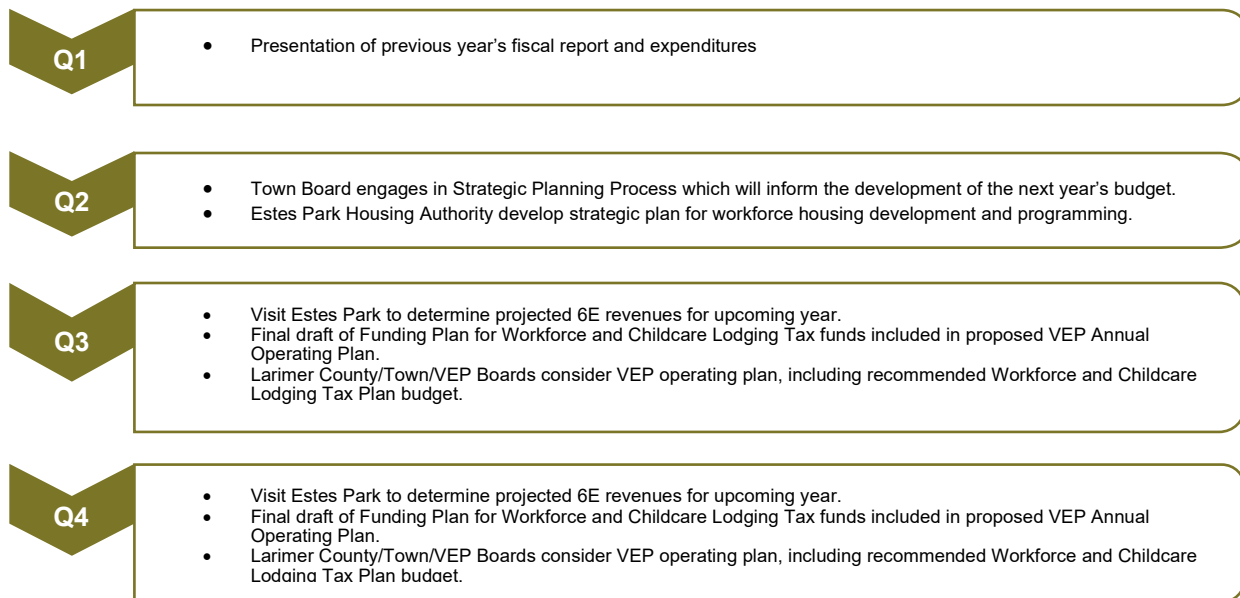 Q1
• Presentation of previous year’s fiscal report and expenditures
Q2
• Town Board engages in Strategic Planning Process which will inform the development of the next year’s budget.
• Estes Park Housing Authority develop strategic plan for workforce housing development and programming.
Q3
• Visit Estes Park to determine projected 6E revenues for upcoming year.
• Final draft of Funding Plan for Workforce and Childcare Lodging Tax funds included in proposed VEP Annual
Operating Plan.
• Larimer County/Town/VEP Boards consider VEP operating plan, including recommended Workforce and Childcare
Lodging Tax Plan budget.
Q4
• Visit Estes Park to determine projected 6E revenues for upcoming year.
• Final draft of Funding Plan for Workforce and Childcare Lodging Tax funds included in proposed VEP Annual
Operating Plan.
• Larimer County/Town/VEP Boards consider VEP operating plan, including recommended Workforce and Childcare
Lodging Tax Plan budget.